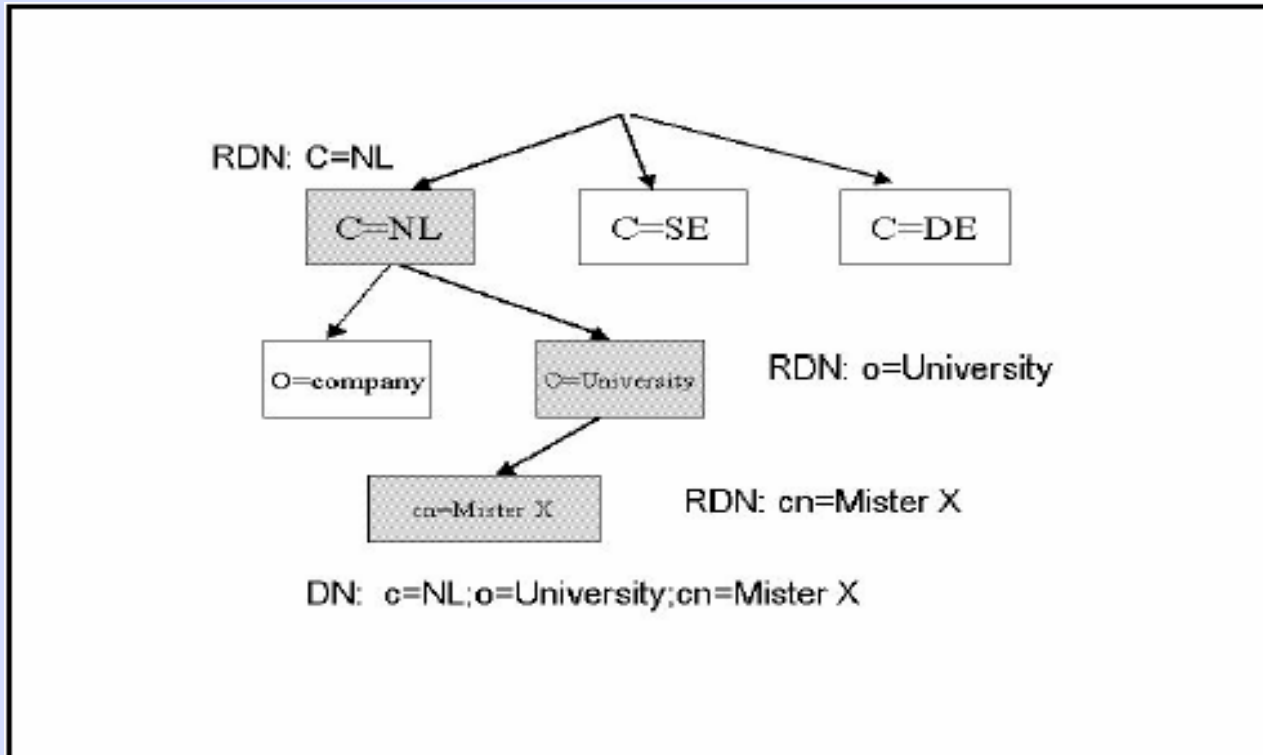 RDN: C=NL
C=NL
C=SE
C=DE
O=company
C=University
RDN: o=University
cn=Mister X
RDN: cn=Mister X
DN: c=NL;o=University;cn=Mister X